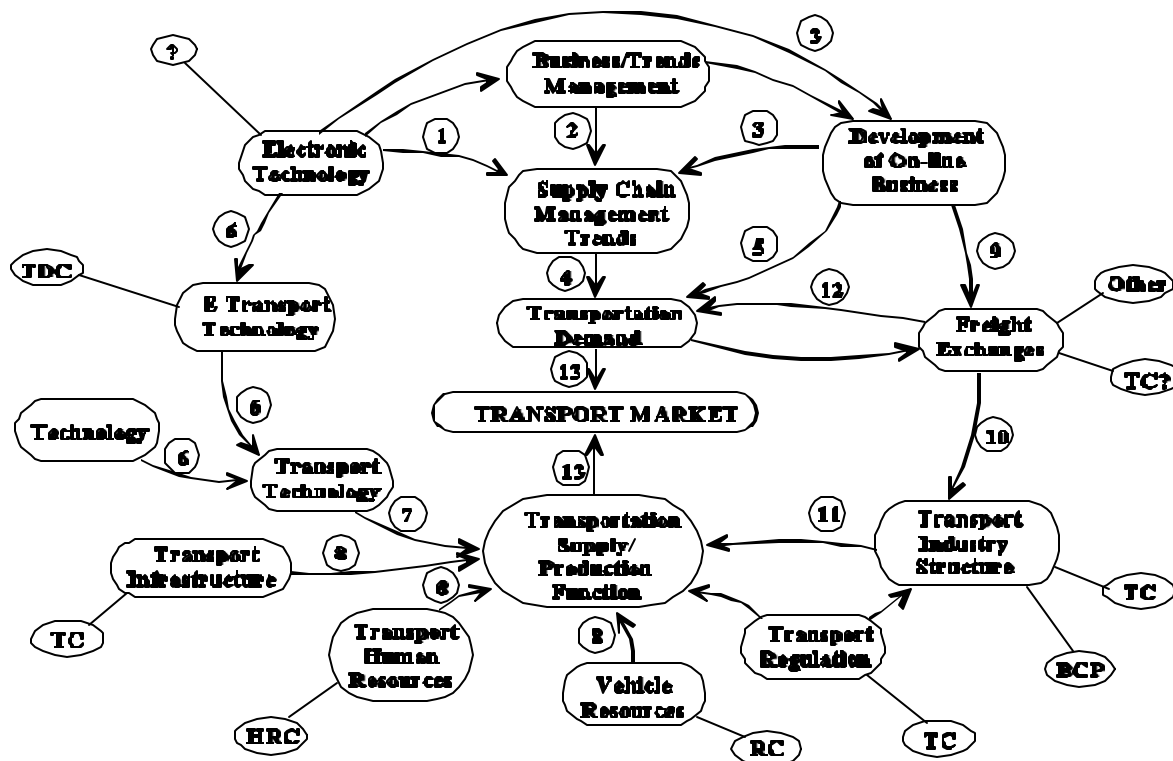 3
?
Business/Trends
Management
1
2
3
Electronic
Technology
Development
of On-line
Business
Supply Chain
Management
Trends
6
5
9
TDC
4
12
Other
E Transport
Technology
Transportation
Demand
Freight
Exchanges
13
TC?
6
TRANSPORT MARKET
Technology
6
10
Transport
Technology
13
7
11
Transportation
Supply/
Production
Function
Transport
Industry
Structure
Transport
Infrastructure
8
8
TC
TC
Transport
Human
Resources
8
Transport
Regulation
BCP
Vehicle
Resources
HRC
RC
TC